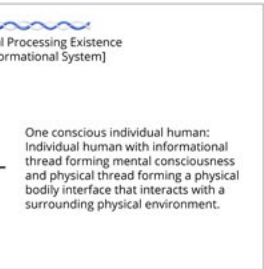 Processing Existence
System]
One conscious individual human:
Individual human with informational
thread forming mental consciousness
and physical thread forming a physical
bodily interface that interacts with a
surrounding physical environment.